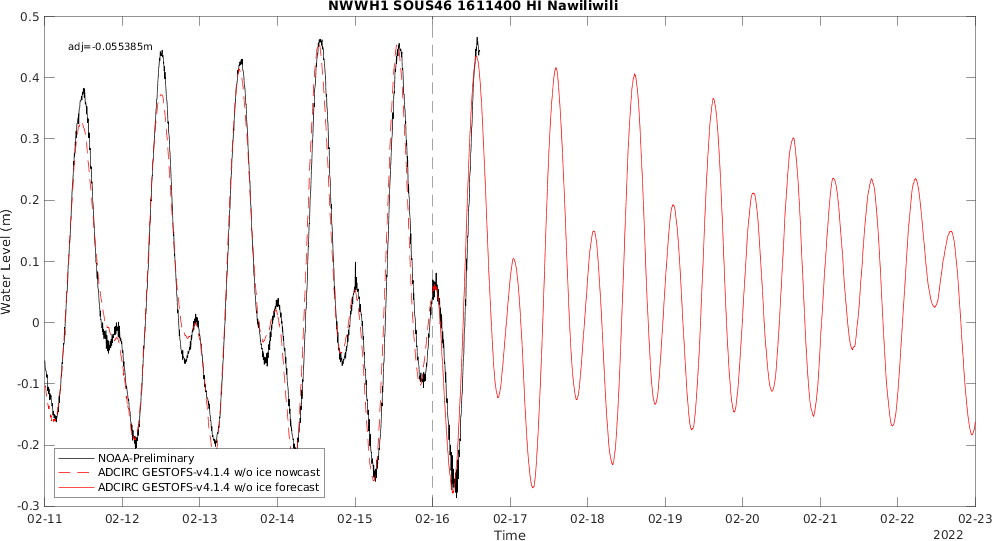 NWWH1 SOUS46 1611400 HI Nawiliwili
adj=-0.055385m
Water Level (m)
0.5
0.4
0.3
0.2
0.1
0
-0.1
-0.2
-0.3
NOAA-Preliminary
ADCIRC GESTOFS-v4.1.4 w/o ice nowcast
ADCIRC GESTOFS-v4.1.4 w/o ice forecast
02-11 02-12 02-13 02-14 02-15 02-16 02-17 02-18 02-19 02-20 02-21 02-22 02-23
Time
2022